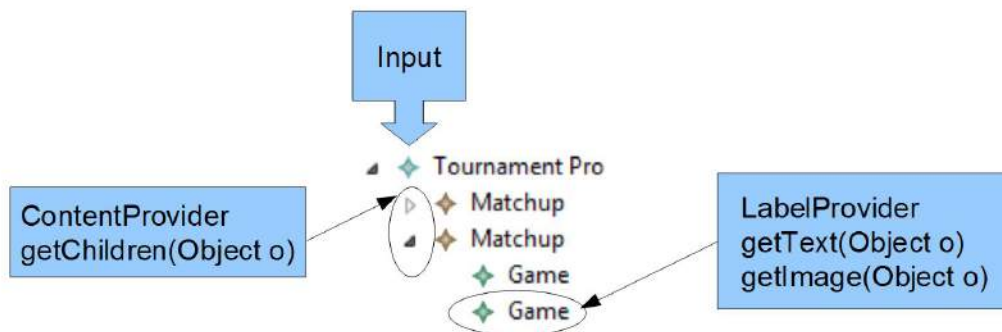 Input
Tournament Pro
Matchup
Matchup
Game
Game
ContentProvider
getChildren(Object o)
LabelProvider
getText(Object o)
getImage(Object o)